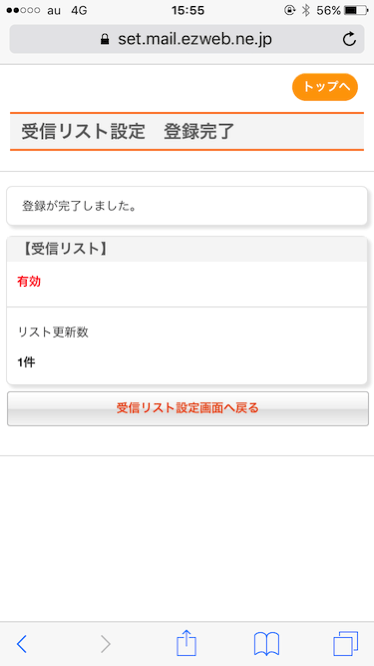 au 4G 15:55 56%
set.mail.ezweb.ne.jp
トップへ
受信リスト設定 登録完了
登録が完了しました。
【受信リスト】
有効
リスト更新数
1件
受信リスト設定画面へ戻る